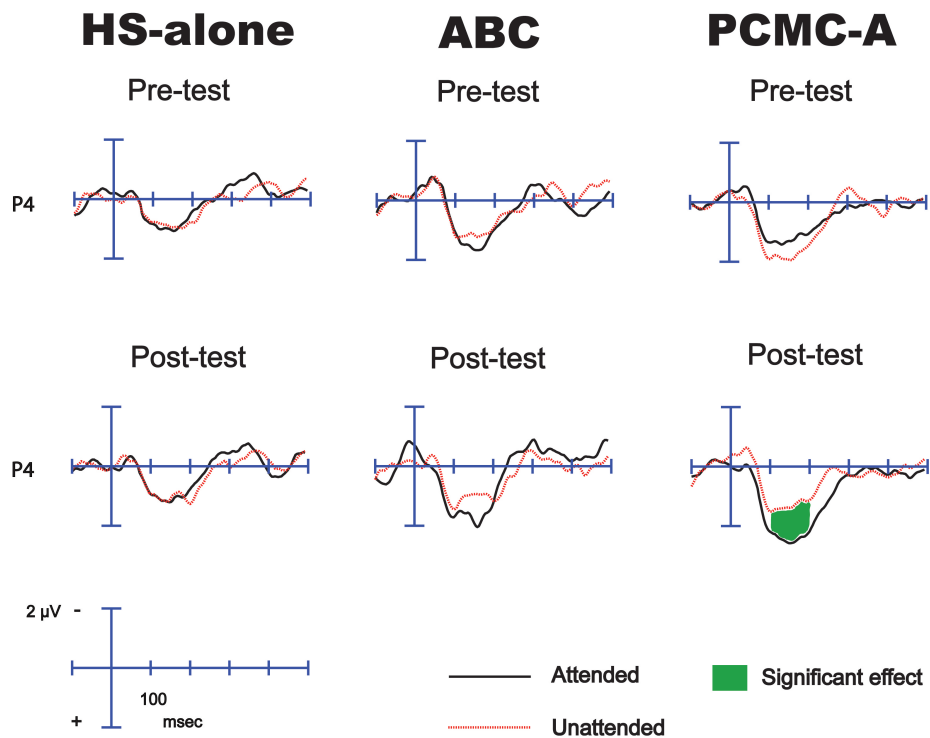 HS-alone ABC PCMC-A
Pre-test Pre-test Pre-test
P4
Post-test Post-test Post-test
P4
2 µV -
100
+ msec
Attended
Unattended
Significant effect